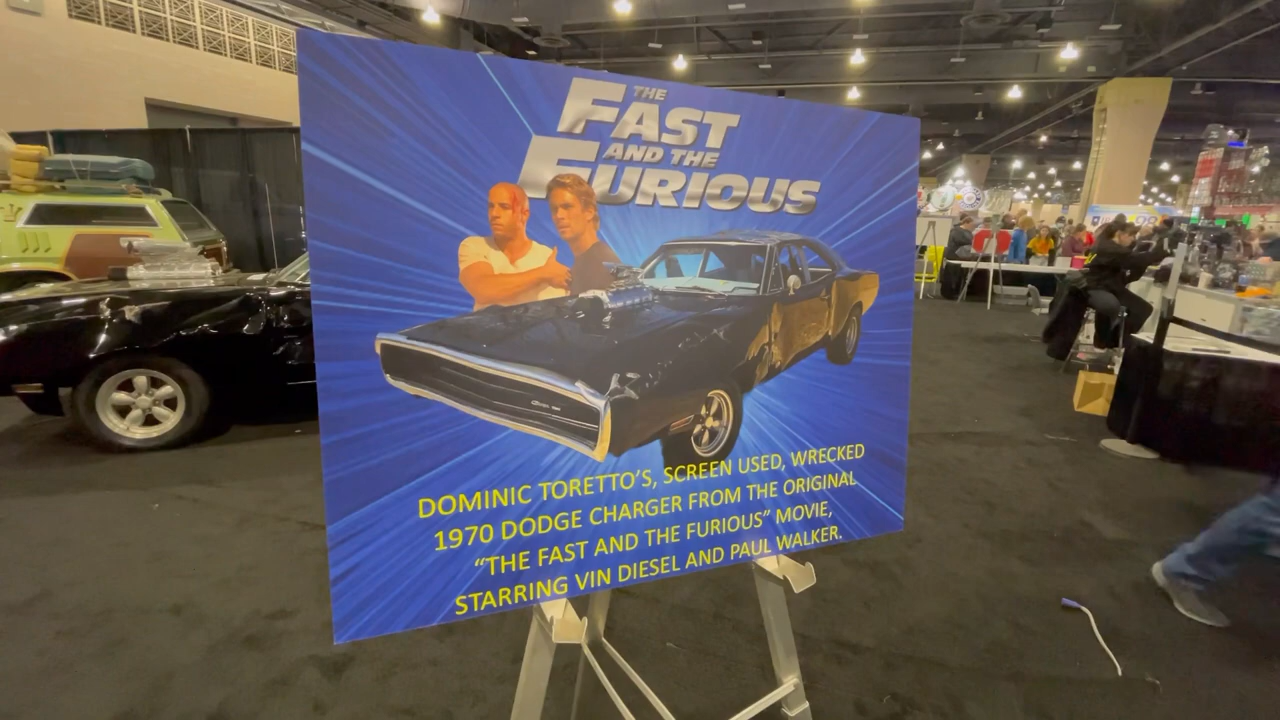 THE
FAST
AND THE
FURIOUS
DOMINIC TORETTO'S, SCREEN USED, WRECKED
1970 DODGE CHARGER FROM THE ORIGINAL
“THE FAST AND THE FURIOUS” MOVIE,
STARRING VIN DIESEL AND PAUL WALKER.